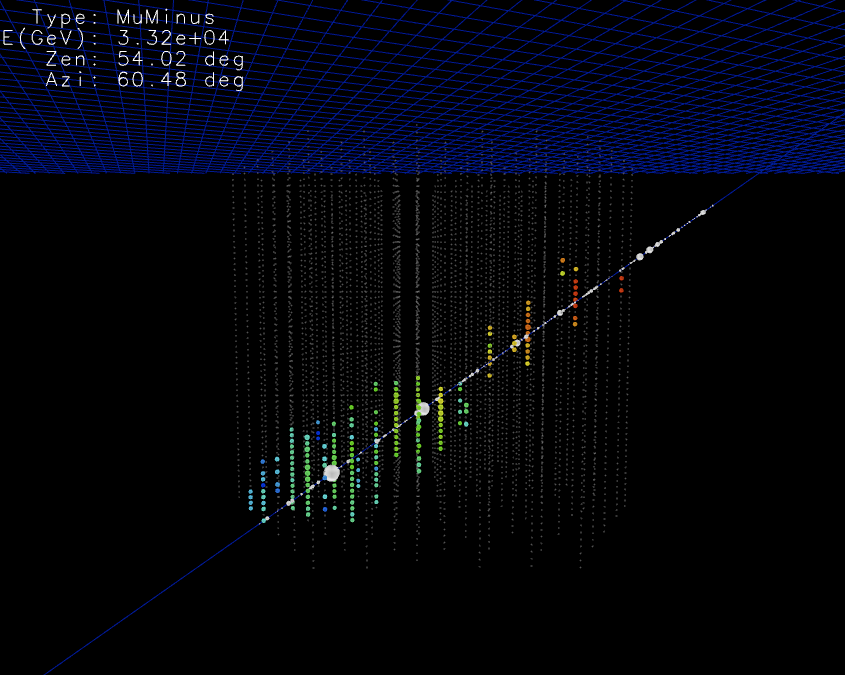 Type: MuMinus
E(GeV): 3.32e+04
Zen: 54.02 deg
Azi: 60.48 deg